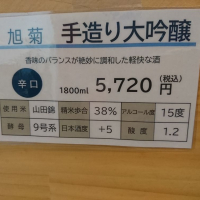 旭菊 手造り大吟醸
香味のバランスが絶妙に調和した軽快な酒
辛口 1800ml 5,720円(税込)
使用米 山田錦 精米歩合 38% アルコール度 15度
酵母 9号系 日本酒度 +5 酸度 1.2